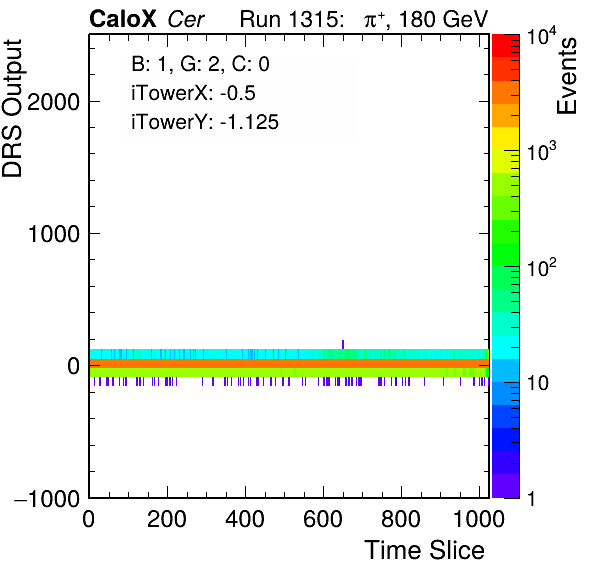 CaloX Cer Run 1315: π⁺, 180 GeV
B: 1, G: 2, C: 0
iTowerX: -0.5
iTowerY: -1.125
DRS Output
2000
1000
0
−1000
0 200 400 600 800 1000
Time Slice
Events
10⁴
10³
10²
10
1